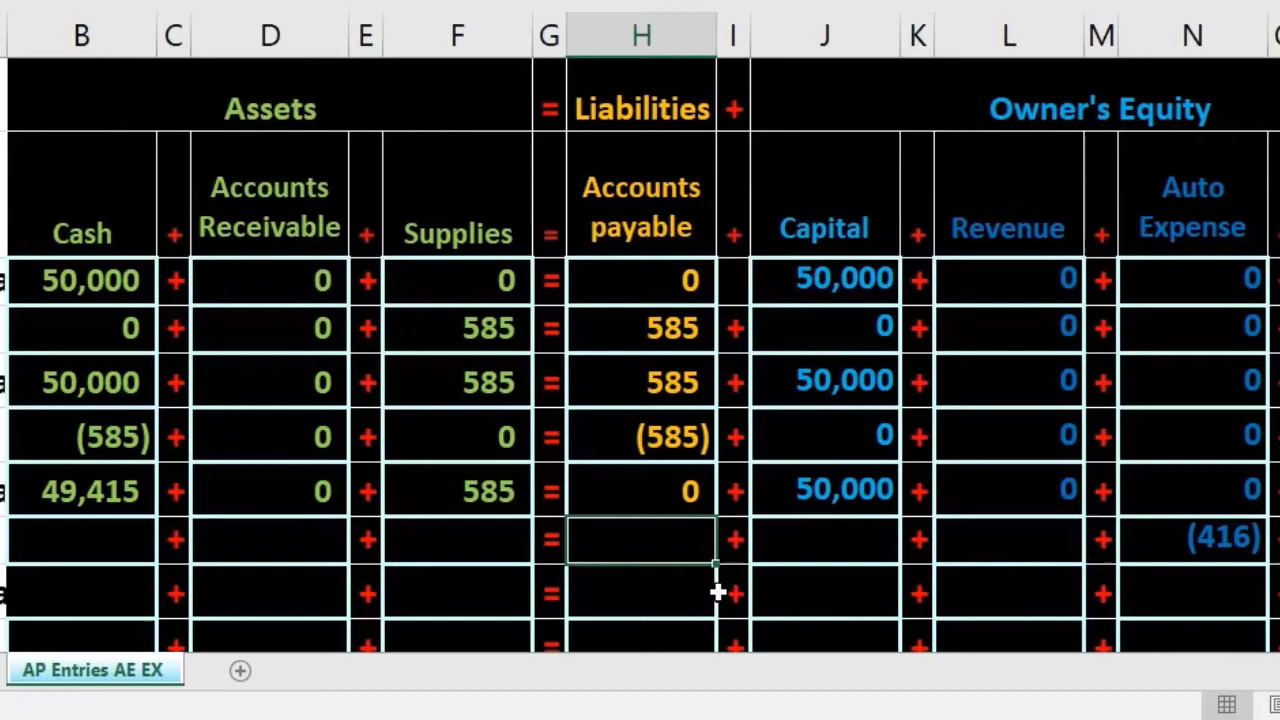 B C D E F G H I J K L M N
Assets = Liabilities + Owner's Equity
Accounts Accounts Auto
Cash + Receivable + Supplies = payable + Capital + Revenue + Expense
50,000 + 0 + 0 = 0 50,000 + 0 + 0
0 + 0 + 585 = 585 + 0 + 0 + 0
50,000 + 0 + 585 = 585 + 50,000 + 0 + 0
(585) + 0 + 0 = (585) + 0 + 0 + 0
49,415 + 0 + 585 = 0 + 50,000 + 0 + 0
+ + = + + + (416)
+ + = + + +
+ + = + + +
AP Entries AE EX